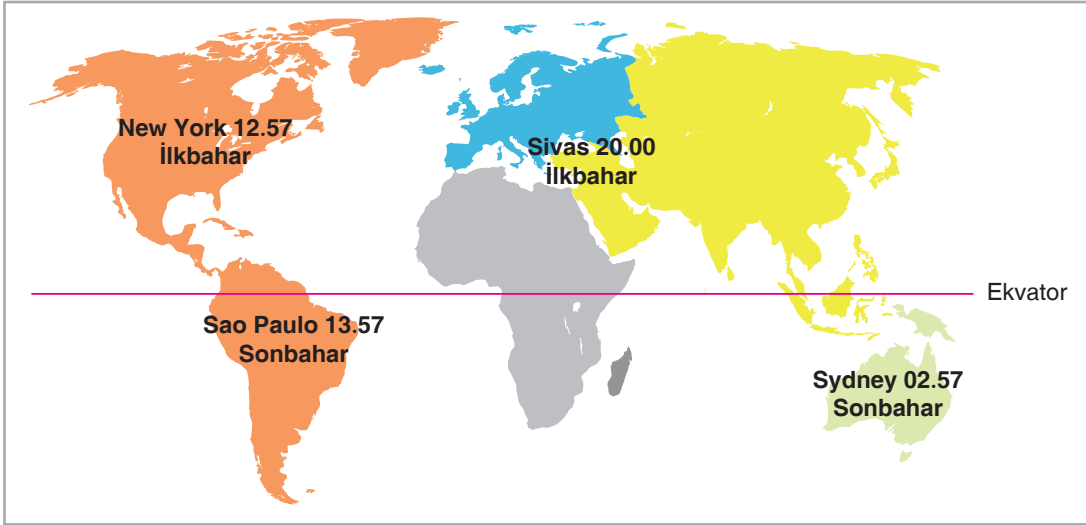 New York 12.57
İlkbahar
Sivas 20.00
İlkbahar
Ekvator
Sao Paulo 13.57
Sonbahar
Sydney 02.57
Sonbahar